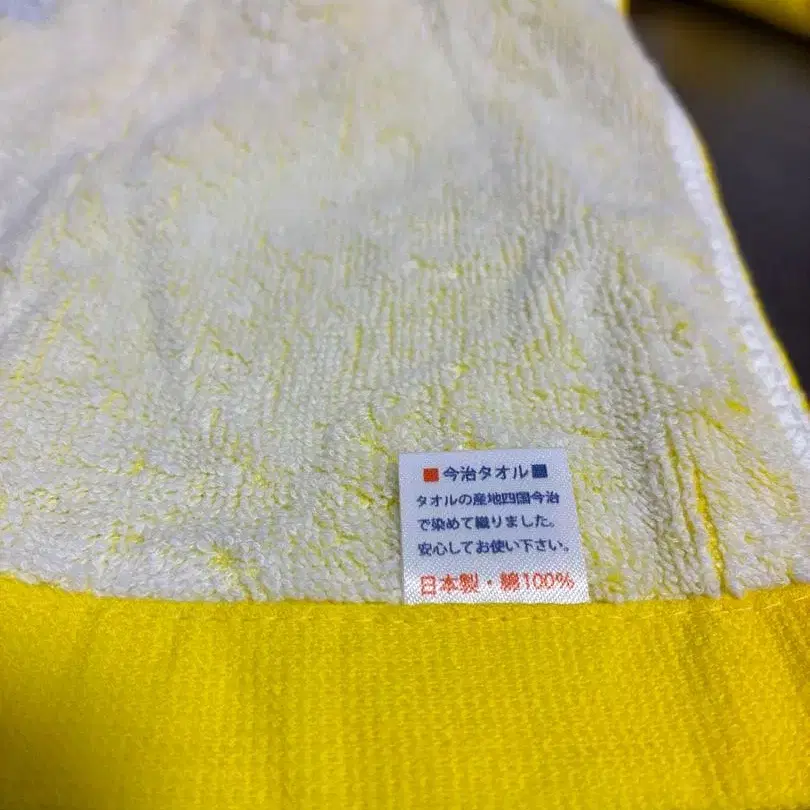 ■今治タオル■
タオルの産地四国今治
で染めて織りました。
安心してお使い下さい。
日本製・綿100%